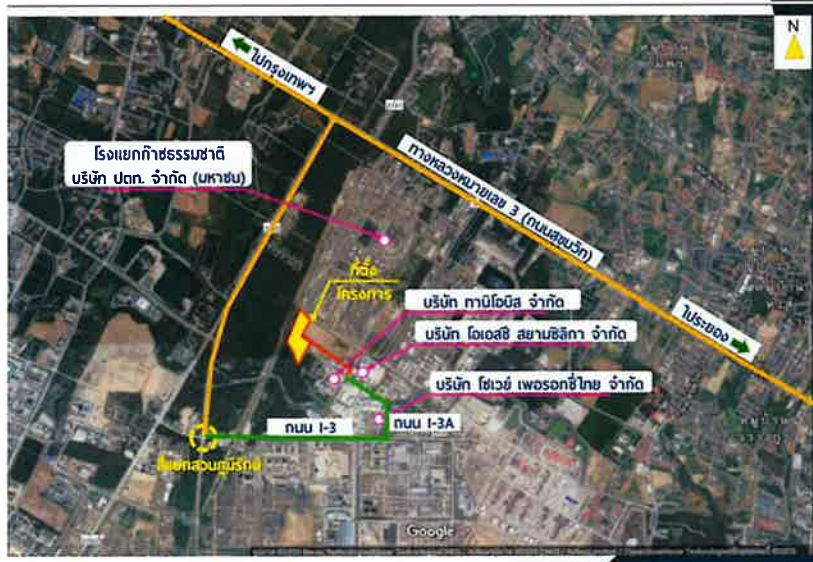 N
ไปกรุงเทพฯ
โรงแยกก๊าซธรรมชาติ
บริษัท ปตท. จำกัด (มหาชน)
ทางหลวงหมายเลข 3 (ถนนสุขุมวิท)
ที่ตั้ง
โครงการ
บริษัท ทานิโอบิส จำกัด
ไประยอง
บริษัท โอเอสซี สยามซิลิกา จำกัด
บริษัท โซเวย์ เพอรอกซี่ไทย จำกัด
ถนน I-3
ถนน I-3A
สี่แยกสวนภูมิรักษ์
Google